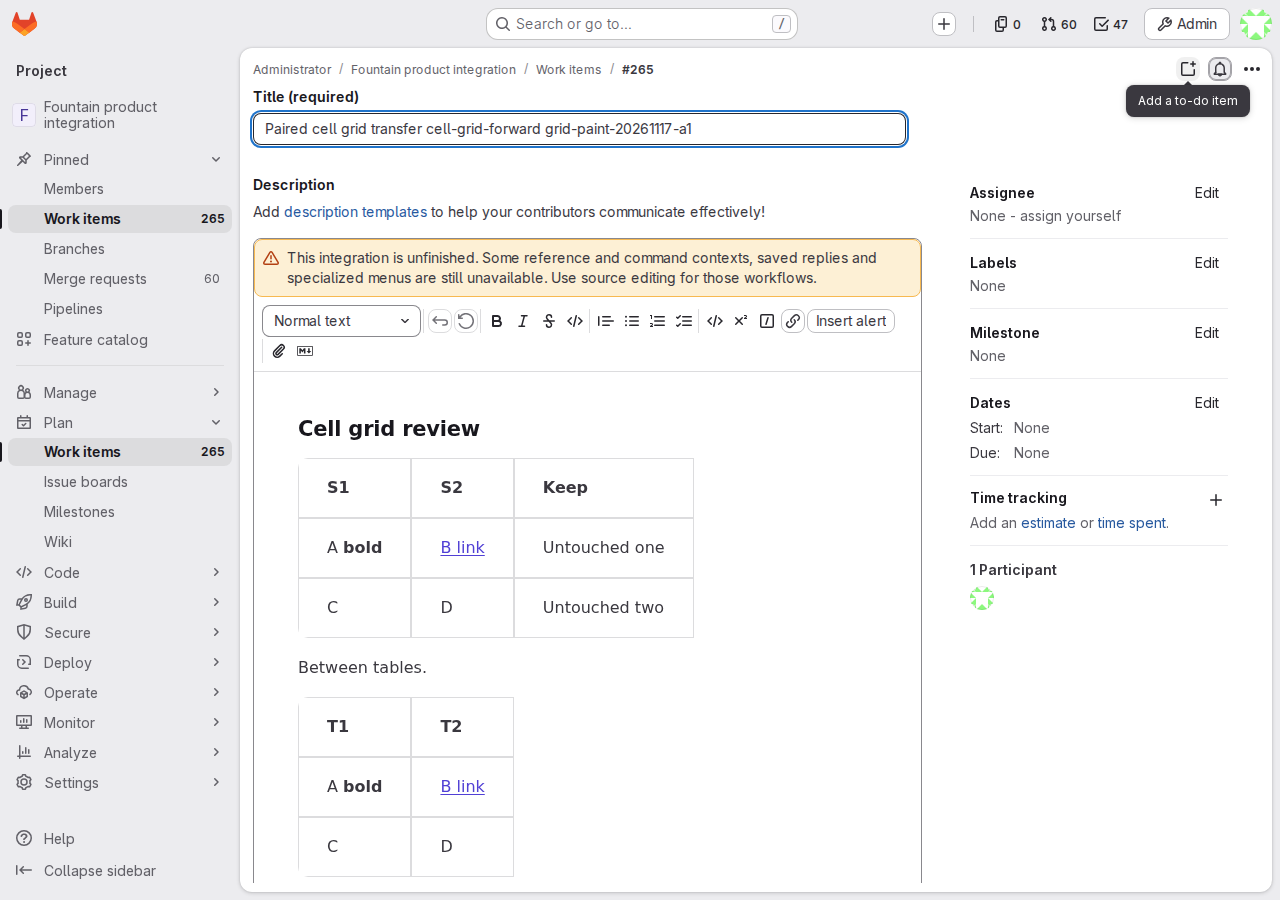 Search or go to...
/
0
60
47
Admin
Project
F
Fountain product integration
Pinned
Members
Work items 265
Branches
Merge requests 60
Pipelines
Feature catalog
Manage
Plan
Work items 265
Issue boards
Milestones
Wiki
Code
Build
Secure
Deploy
Operate
Monitor
Analyze
Settings
Help
Collapse sidebar
Administrator / Fountain product integration / Work items / #265
Add a to-do item
Title (required)
Paired cell grid transfer cell-grid-forward grid-paint-20261117-a1
Description
Add description templates to help your contributors communicate effectively!
This integration is unfinished. Some reference and command contexts, saved replies and
specialized menus are still unavailable. Use source editing for those workflows.
Normal text
Insert alert
Cell grid review
S1 S2 Keep
A bold B link Untouched one
C D Untouched two
Between tables.
T1 T2
A bold B link
C D
Assignee Edit
None - assign yourself
Labels Edit
None
Milestone Edit
None
Dates Edit
Start: None
Due: None
Time tracking
Add an estimate or time spent.
1 Participant